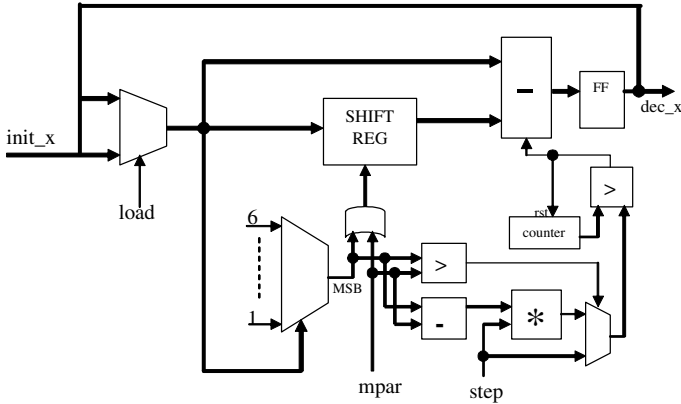 FF
dec_x
SHIFT
REG
init_x
-
load
>
rst
counter
6
1
MSB
>
-
*
mpar
step